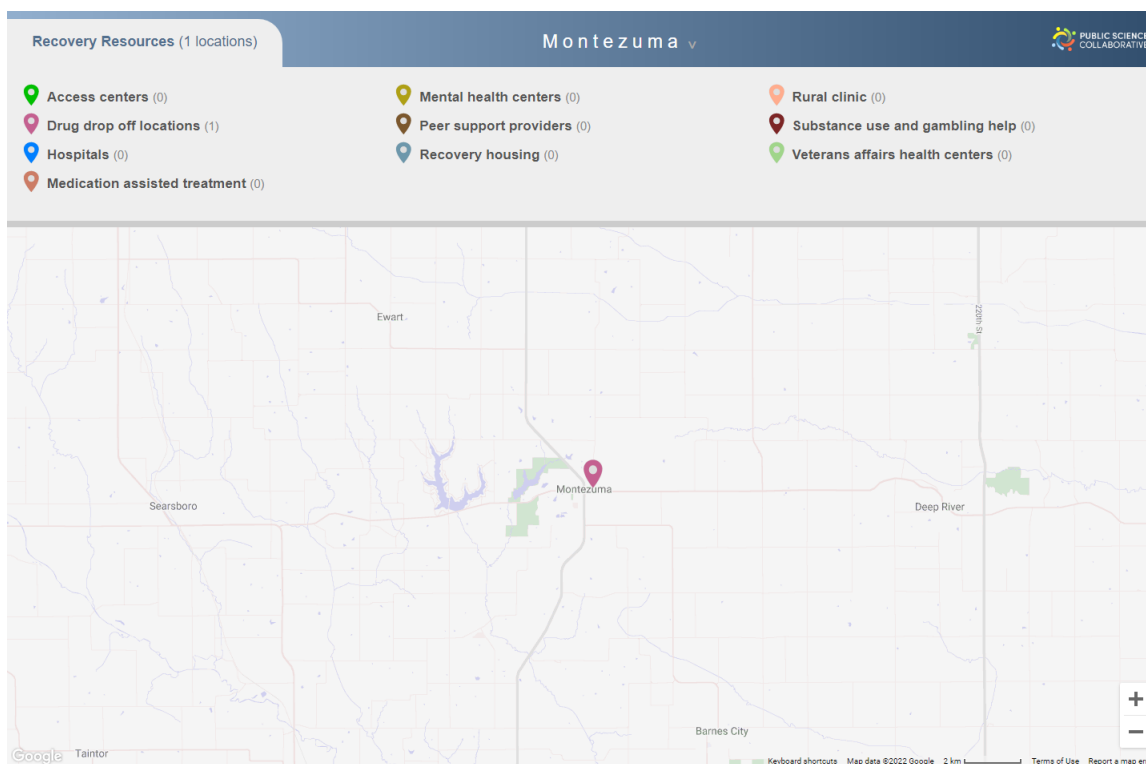 Recovery Resources (1 locations)
Montezuma v
PUBLIC SCIENCE
COLLABORATIVE
Access centers (0)
Mental health centers (0)
Rural clinic (0)
Drug drop off locations (1)
Peer support providers (0)
Substance use and gambling help (0)
Hospitals (0)
Recovery housing (0)
Veterans affairs health centers (0)
Medication assisted treatment (0)
Ewart
220th St
Montezuma
Searsboro
Deep River
Barnes City
Taintor
+
−
Google
Keyboard shortcuts Map data ©2022 Google 2 km Terms of Use Report a map er